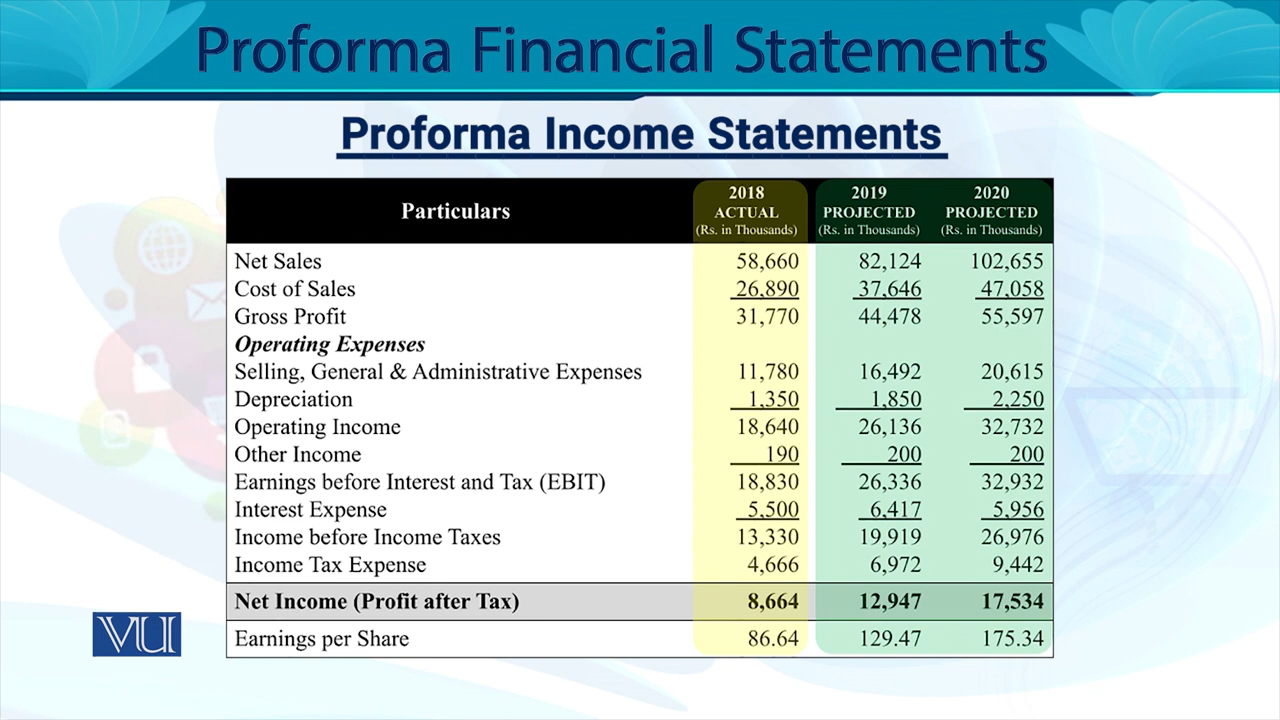 Proforma Financial Statements
Proforma Income Statements
Particulars 2018 ACTUAL (Rs. in Thousands) 2019 PROJECTED (Rs. in Thousands) 2020 PROJECTED (Rs. in Thousands)
Net Sales 58,660 82,124 102,655
Cost of Sales 26,890 37,646 47,058
Gross Profit 31,770 44,478 55,597
Operating Expenses
Selling, General & Administrative Expenses 11,780 16,492 20,615
Depreciation 1,350 1,850 2,250
Operating Income 18,640 26,136 32,732
Other Income 190 200 200
Earnings before Interest and Tax (EBIT) 18,830 26,336 32,932
Interest Expense 5,500 6,417 5,956
Income before Income Taxes 13,330 19,919 26,976
Income Tax Expense 4,666 6,972 9,442
Net Income (Profit after Tax) 8,664 12,947 17,534
Earnings per Share 86.64 129.47 175.34
VU